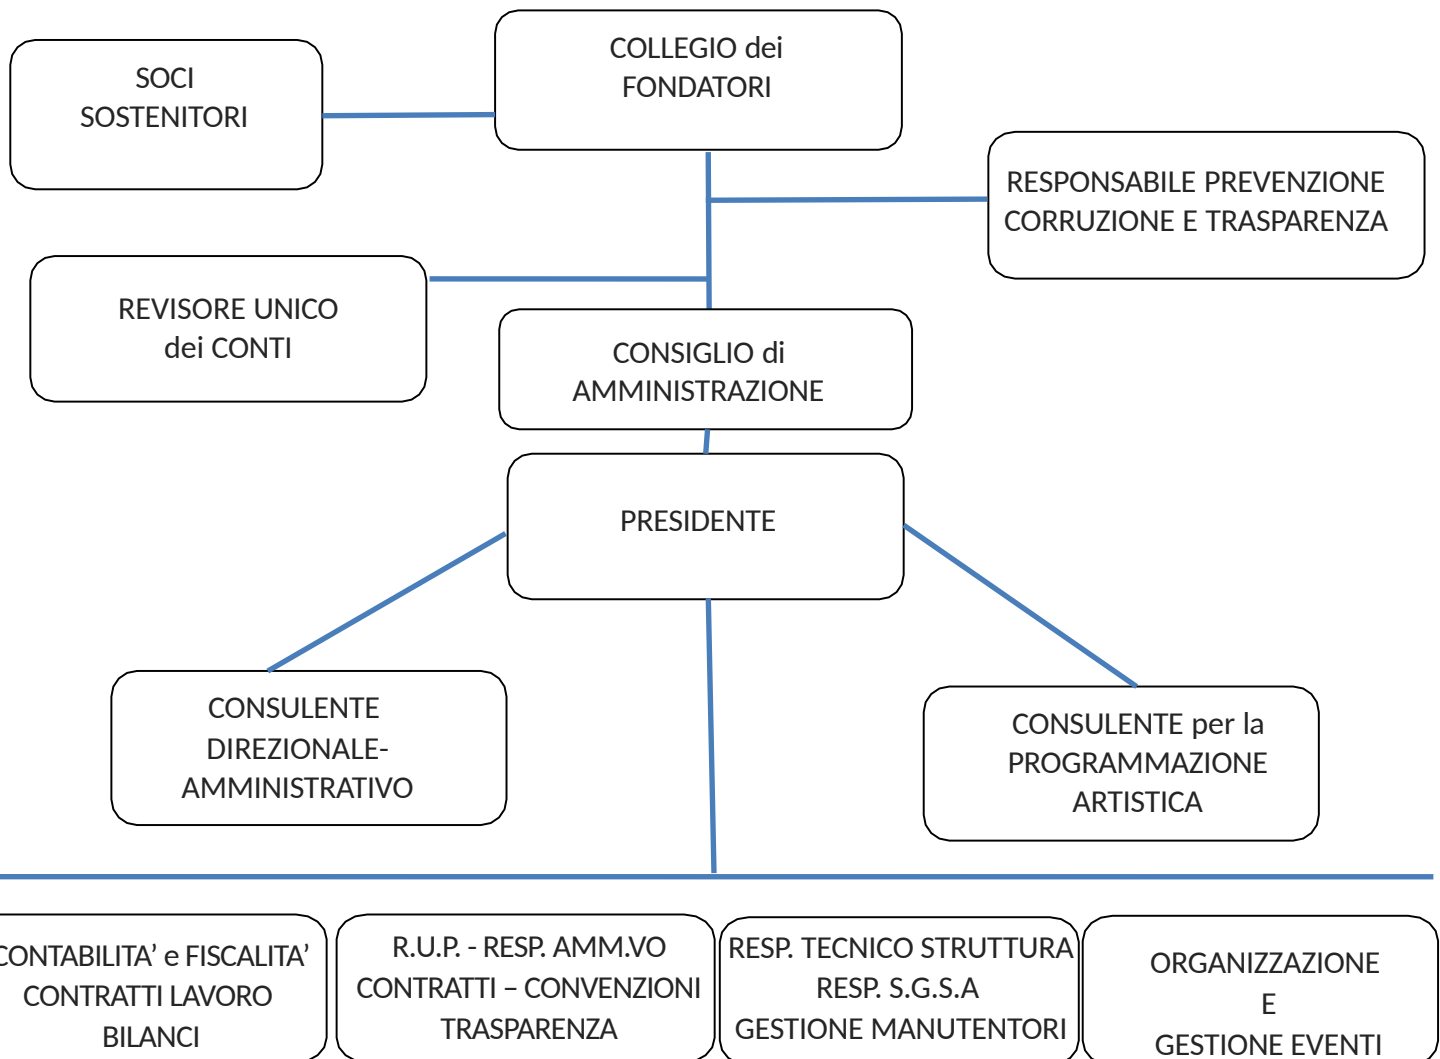 COLLEGIO dei
FONDATORI
SOCI
SOSTENITORI
RESPONSABILE PREVENZIONE
CORRUZIONE E TRASPARENZA
REVISORE UNICO
dei CONTI
CONSIGLIO di
AMMINISTRAZIONE
PRESIDENTE
CONSULENTE
DIREZIONALE-
AMMINISTRATIVO
CONSULENTE per la
PROGRAMMAZIONE
ARTISTICA
CONTABILITA’ e FISCALITA’
CONTRATTI LAVORO
BILANCI
R.U.P. - RESP. AMM.VO
CONTRATTI – CONVENZIONI
TRASPARENZA
RESP. TECNICO STRUTTURA
RESP. S.G.S.A
GESTIONE MANUTENTORI
ORGANIZZAZIONE
E
GESTIONE EVENTI